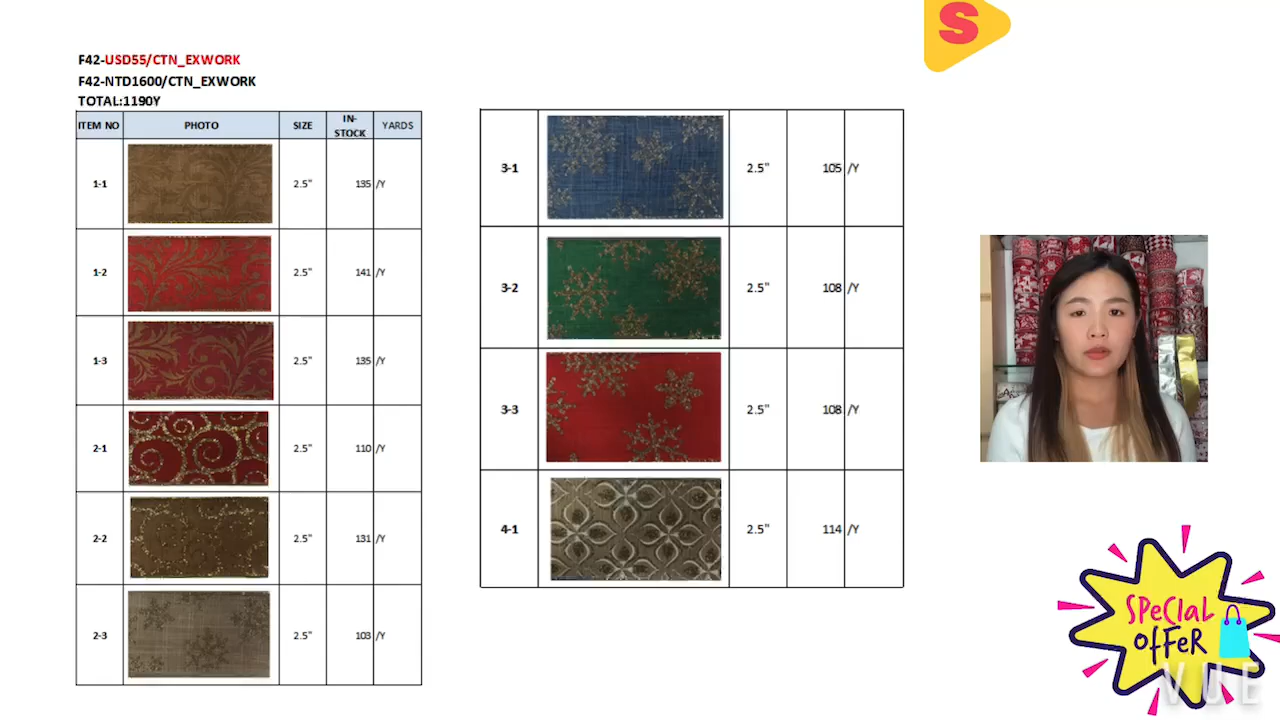 F42-USD55/CTN_EXWORK
F42-NTD1600/CTN_EXWORK
TOTAL:1190Y
ITEM NO PHOTO SIZE IN-STOCK YARDS
1-1 2.5" 135 /Y
1-2 2.5" 141 /Y
1-3 2.5" 135 /Y
2-1 2.5" 110 /Y
2-2 2.5" 131 /Y
2-3 2.5" 103 /Y
3-1 2.5" 105 /Y
3-2 2.5" 108 /Y
3-3 2.5" 108 /Y
4-1 2.5" 114 /Y
S
SPECIAL
OFFER
VUE